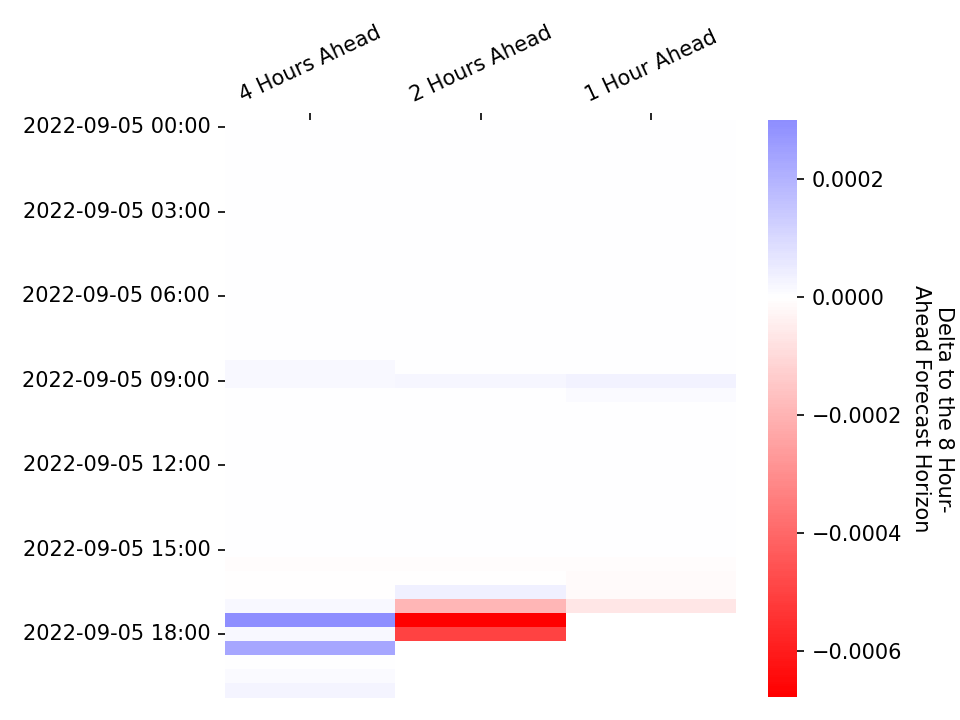 4 Hours Ahead
2 Hours Ahead
1 Hour Ahead
2022-09-05 00:00
2022-09-05 03:00
2022-09-05 06:00
2022-09-05 09:00
2022-09-05 12:00
2022-09-05 15:00
2022-09-05 18:00
0.0002
0.0000
−0.0002
−0.0004
−0.0006
Delta to the 8 Hour-
Ahead Forecast Horizon